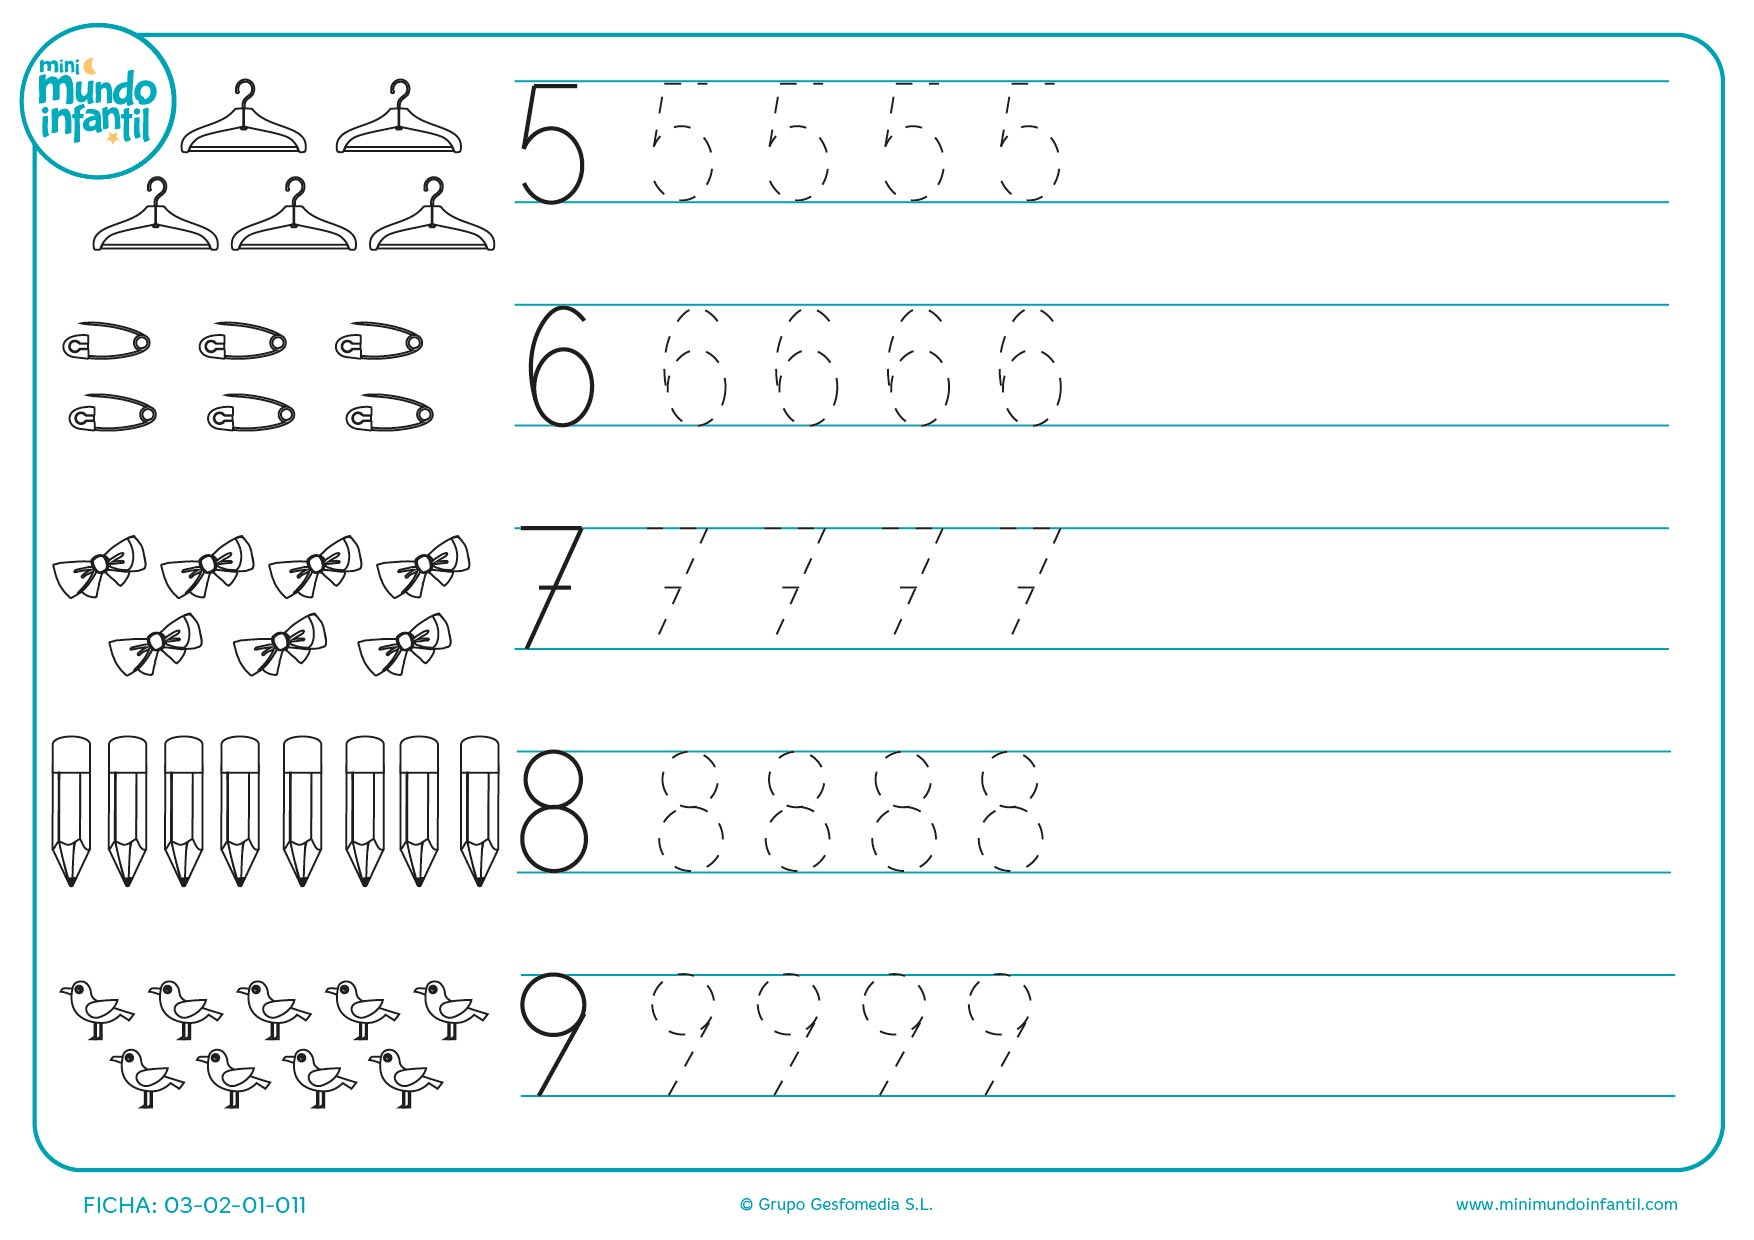 mini
mundo
infantil
5 5 5 5 5
6 6 6 6 6
7 7 7 7 7
8 8 8 8 8
9 9 9 9 9
FICHA: 03-02-01-011
© Grupo Gesfomedia S.L.
www.minimundoinfantil.com